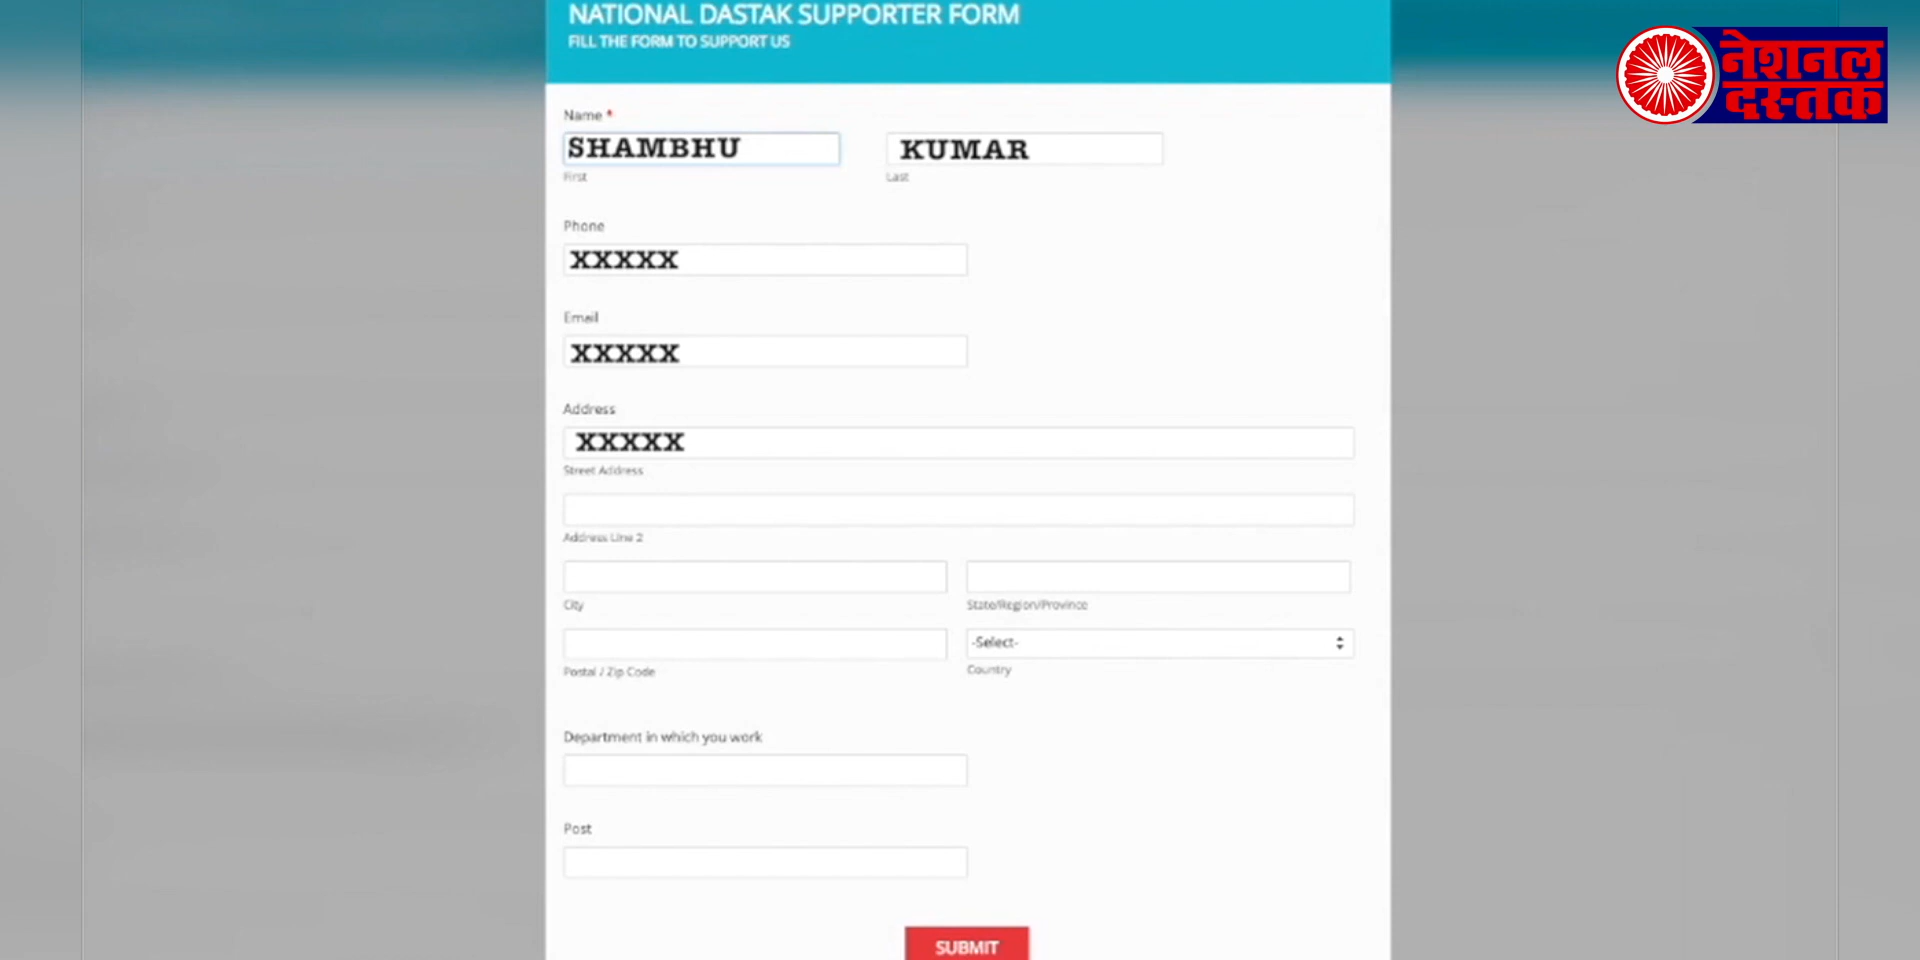 NATIONAL DASTAK SUPPORTER FORM
FILL THE FORM TO SUPPORT US
नेशनल
दस्तक
Name *
SHAMBHU KUMAR
First Last
Phone
XXXXX
Email
XXXXX
Address
XXXXX
Street Address
Address Line 2
City State/Region/Province
-Select-
Postal / Zip Code Country
Department in which you work
Post
SUBMIT